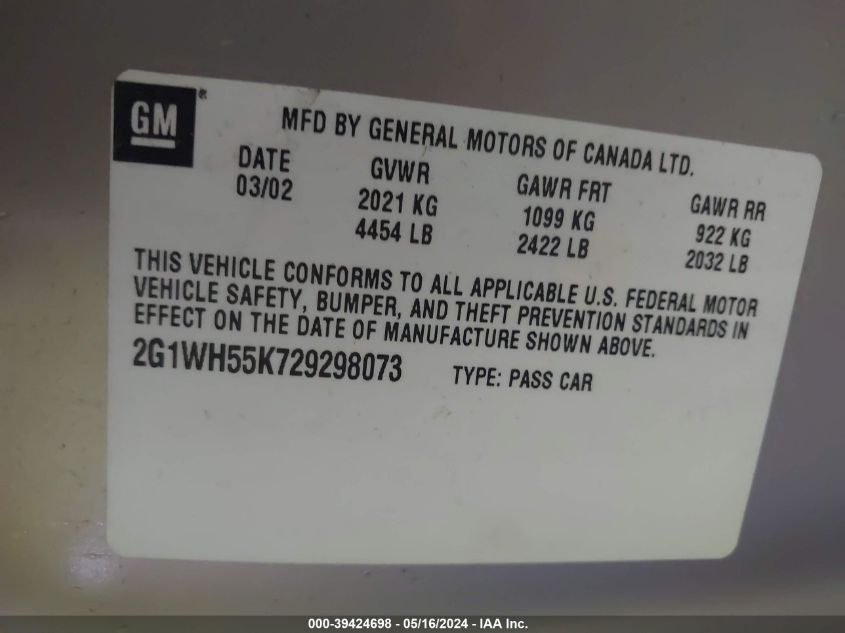 GM
MFD BY GENERAL MOTORS OF CANADA LTD.
DATE GVWR GAWR FRT GAWR RR
03/02 2021 KG 1099 KG 922 KG
4454 LB 2422 LB 2032 LB
THIS VEHICLE CONFORMS TO ALL APPLICABLE U.S. FEDERAL MOTOR
VEHICLE SAFETY, BUMPER, AND THEFT PREVENTION STANDARDS IN
EFFECT ON THE DATE OF MANUFACTURE SHOWN ABOVE.
2G1WH55K729298073 TYPE: PASS CAR
000-39424698 - 05/16/2024 - IAA Inc.